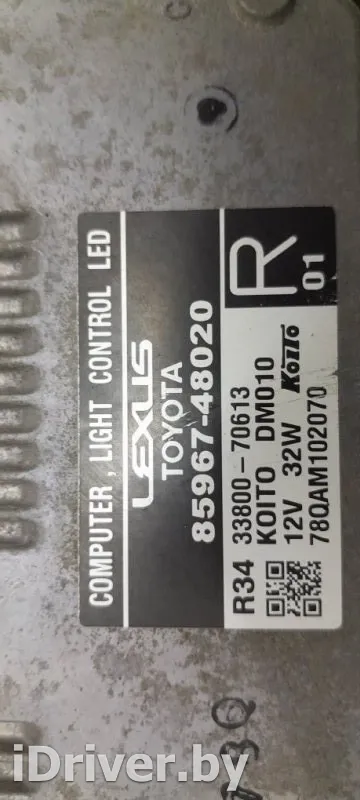 COMPUTER , LIGHT CONTROL LED
LEXUS
TOYOTA
85967-48020
R
01
R34 33800-70613
KOITO DM010
12V 32W KOITO
78QAM102070
3Q
iDriver.by